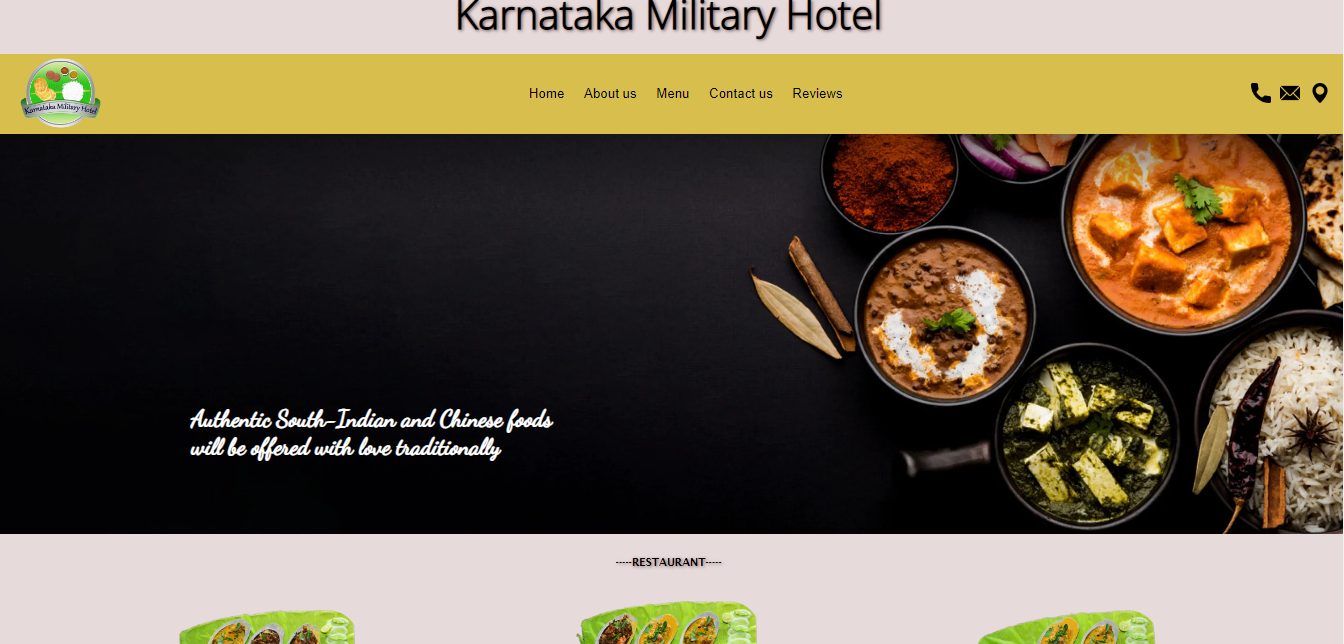 Karnataka Military Hotel
Karnataka Military Hotel
Home About us Menu Contact us Reviews
Authentic South-Indian and Chinese foods
will be offered with love traditionally
-----RESTAURANT-----